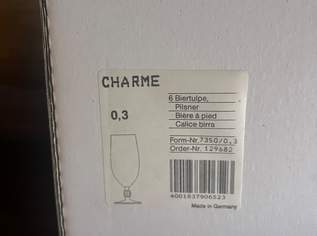 CHARME
0,3
6 Biertulpe,
Pilsner
Bière à pied
Calice birra
Form-Nr. 7350/0,3
Order-Nr. 129682
4001837906523
Made in Germany